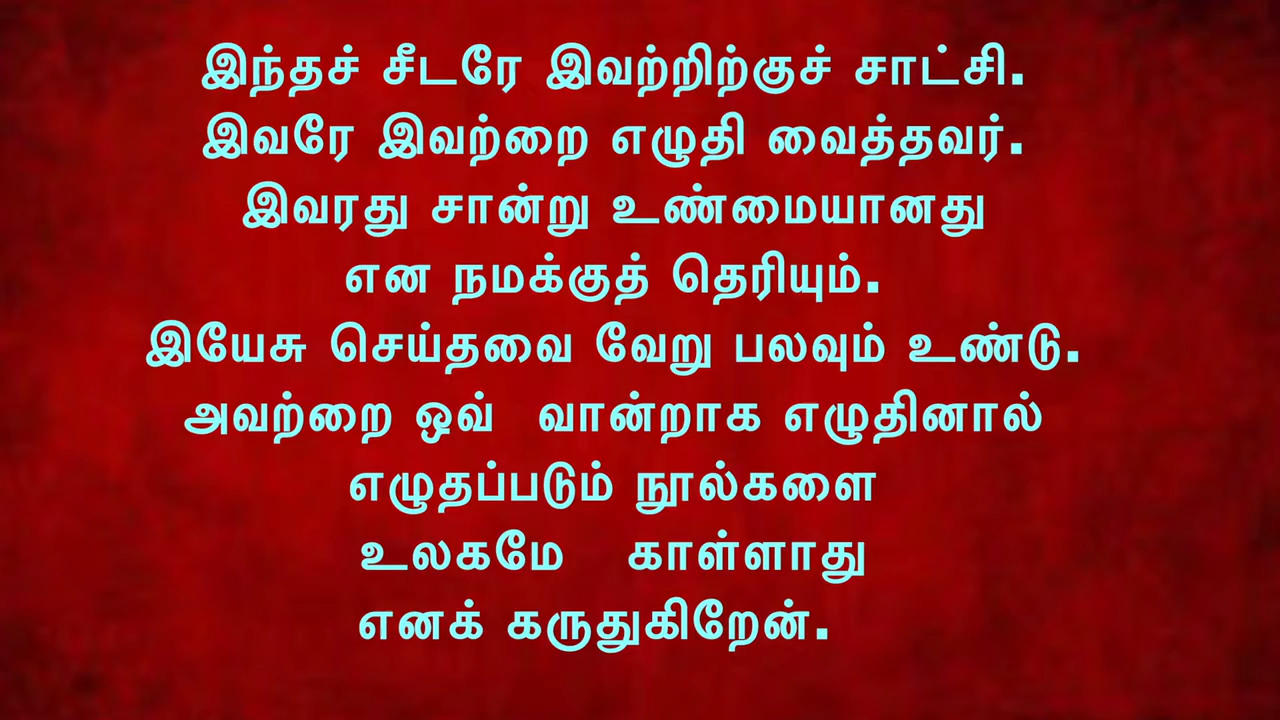 இந்தச் சீடரே இவற்றிற்குச் சாட்சி.
இவரே இவற்றை எழுதி வைத்தவர்.
இவரது சான்று உண்மையானது
என நமக்குத் தெரியும்.
இயேசு செய்தவை வேறு பலவும் உண்டு.
அவற்றை ஒவ் வான்றாக எழுதினால்
எழுதப்படும் நூல்களை
உலகமே காள்ளாது
எனக் கருதுகிறேன்.